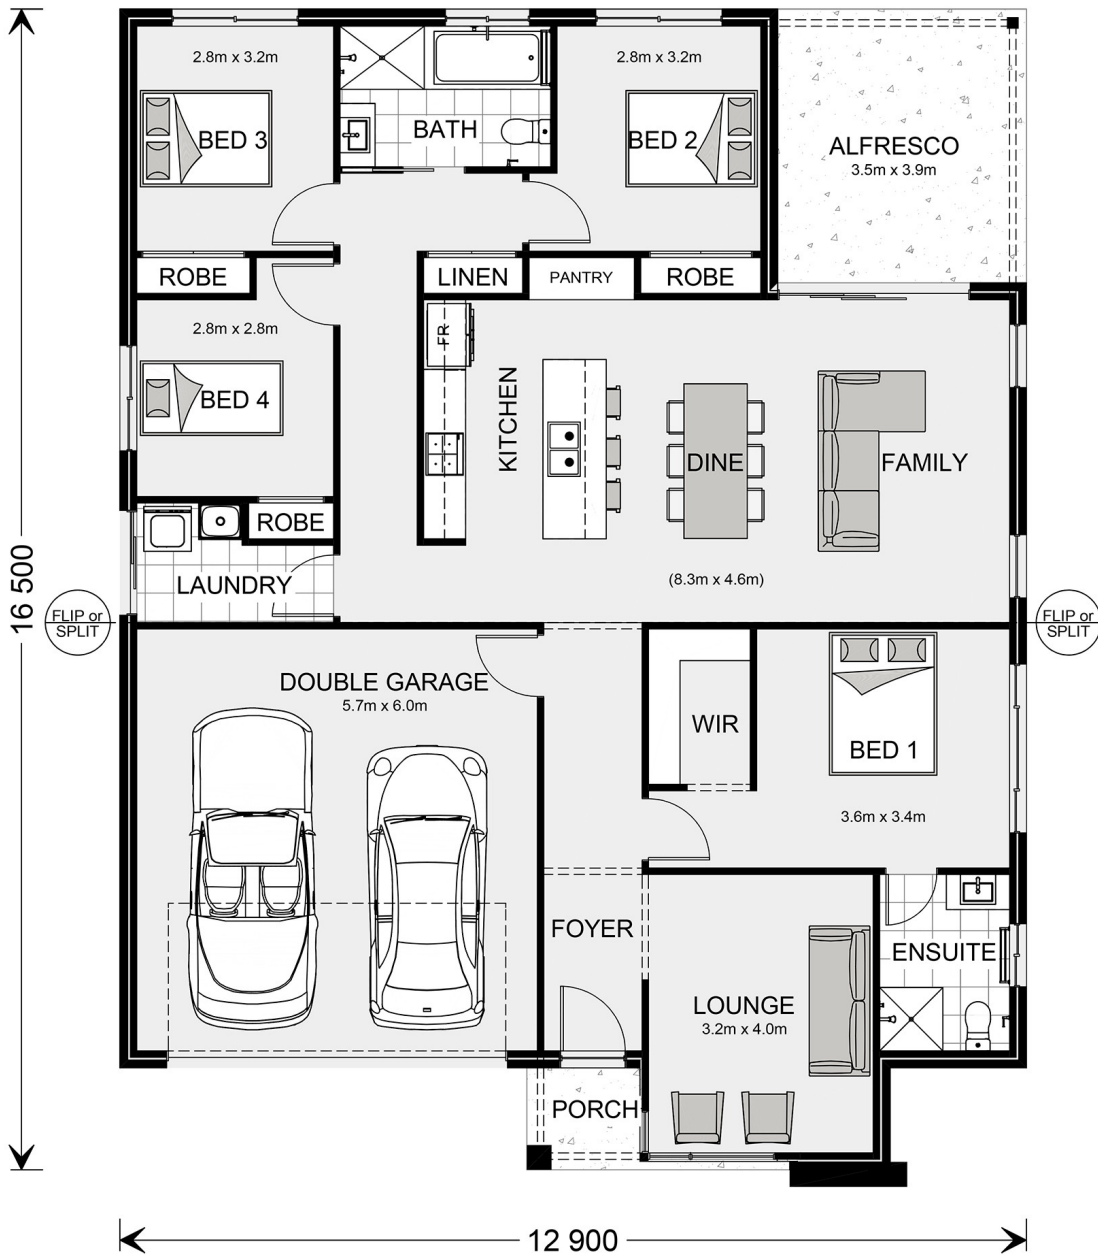 2.8m x 3.2m
BED 3
BATH
2.8m x 3.2m
BED 2
ALFRESCO
3.5m x 3.9m
ROBE
LINEN
PANTRY
ROBE
2.8m x 2.8m
BED 4
FR
KITCHEN
DINE
FAMILY
ROBE
LAUNDRY
(8.3m x 4.6m)
16 500
FLIP or
SPLIT
FLIP or
SPLIT
DOUBLE GARAGE
5.7m x 6.0m
WIR
BED 1
3.6m x 3.4m
FOYER
ENSUITE
LOUNGE
3.2m x 4.0m
PORCH
12 900